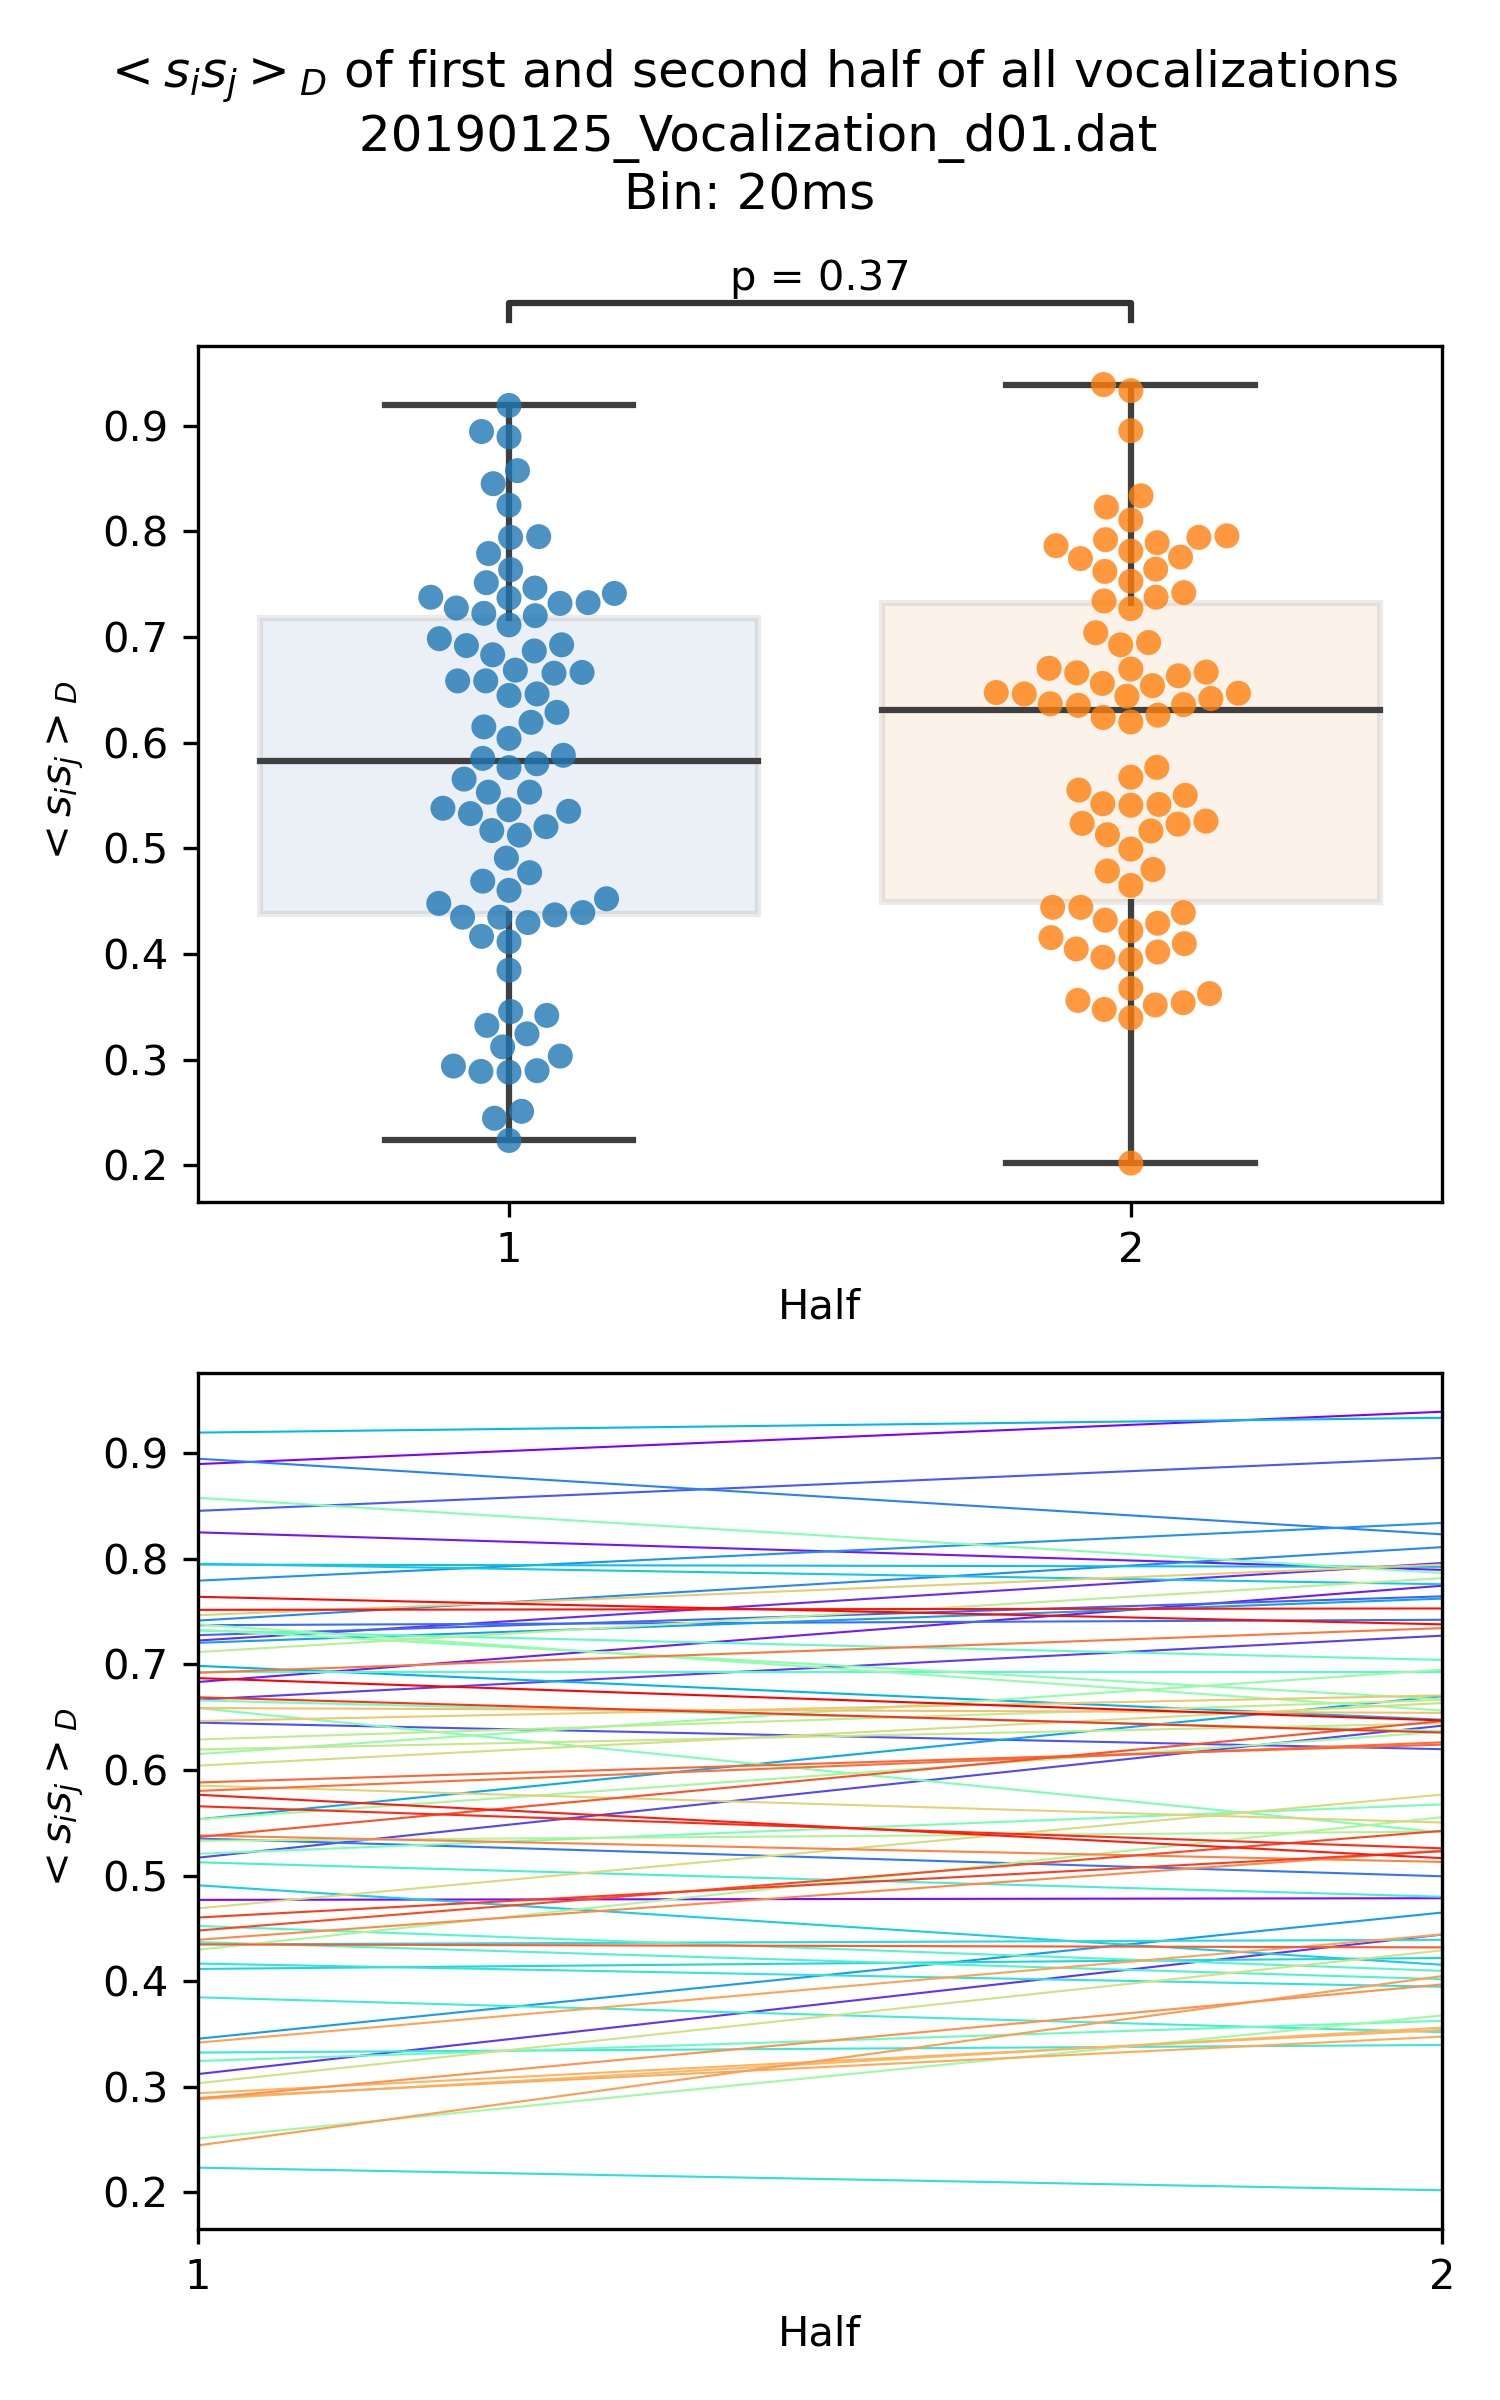 < s_i s_j >_D of first and second half of all vocalizations
20190125_Vocalization_d01.dat
Bin: 20ms
p = 0.37
0.9
0.8
0.7
0.6
0.5
0.4
0.3
0.2
< s_i s_j >_D
1 2
Half
0.9
0.8
0.7
0.6
0.5
0.4
0.3
0.2
< s_i s_j >_D
1 2
Half